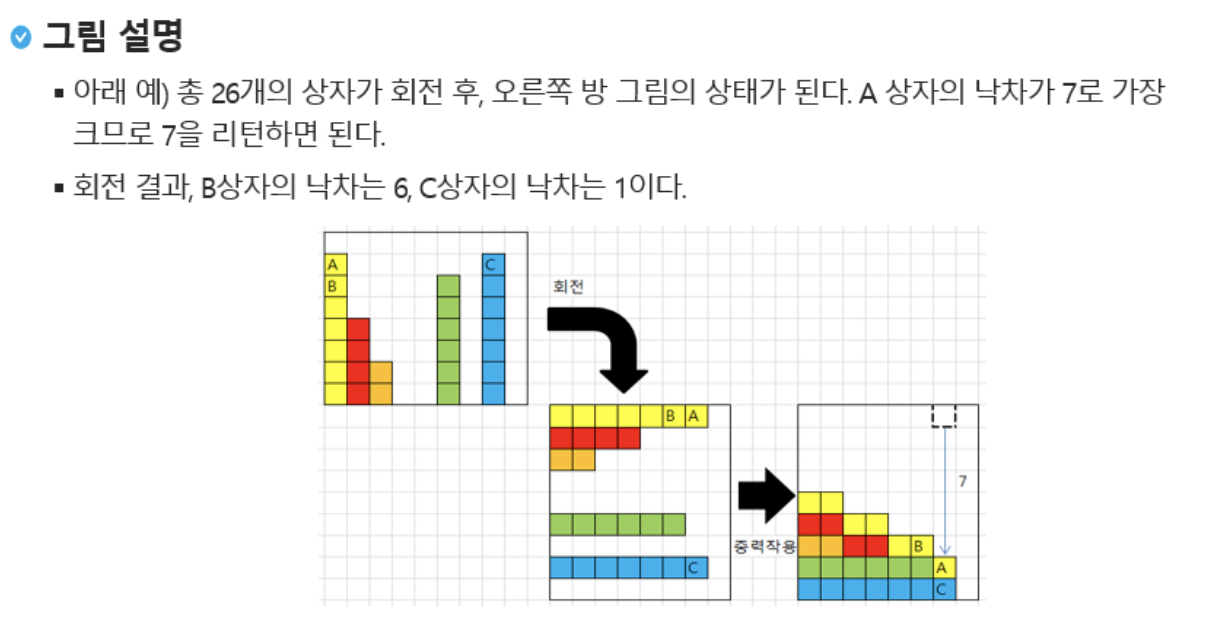 그림 설명
▪ 아래 예) 총 26개의 상자가 회전 후, 오른쪽 방 그림의 상태가 된다. A 상자의 낙차가 7로 가장
크므로 7을 리턴하면 된다.
▪ 회전 결과, B상자의 낙차는 6, C상자의 낙차는 1이다.
A
C
B
회전
B A
7
중력작용
B
A
C
C